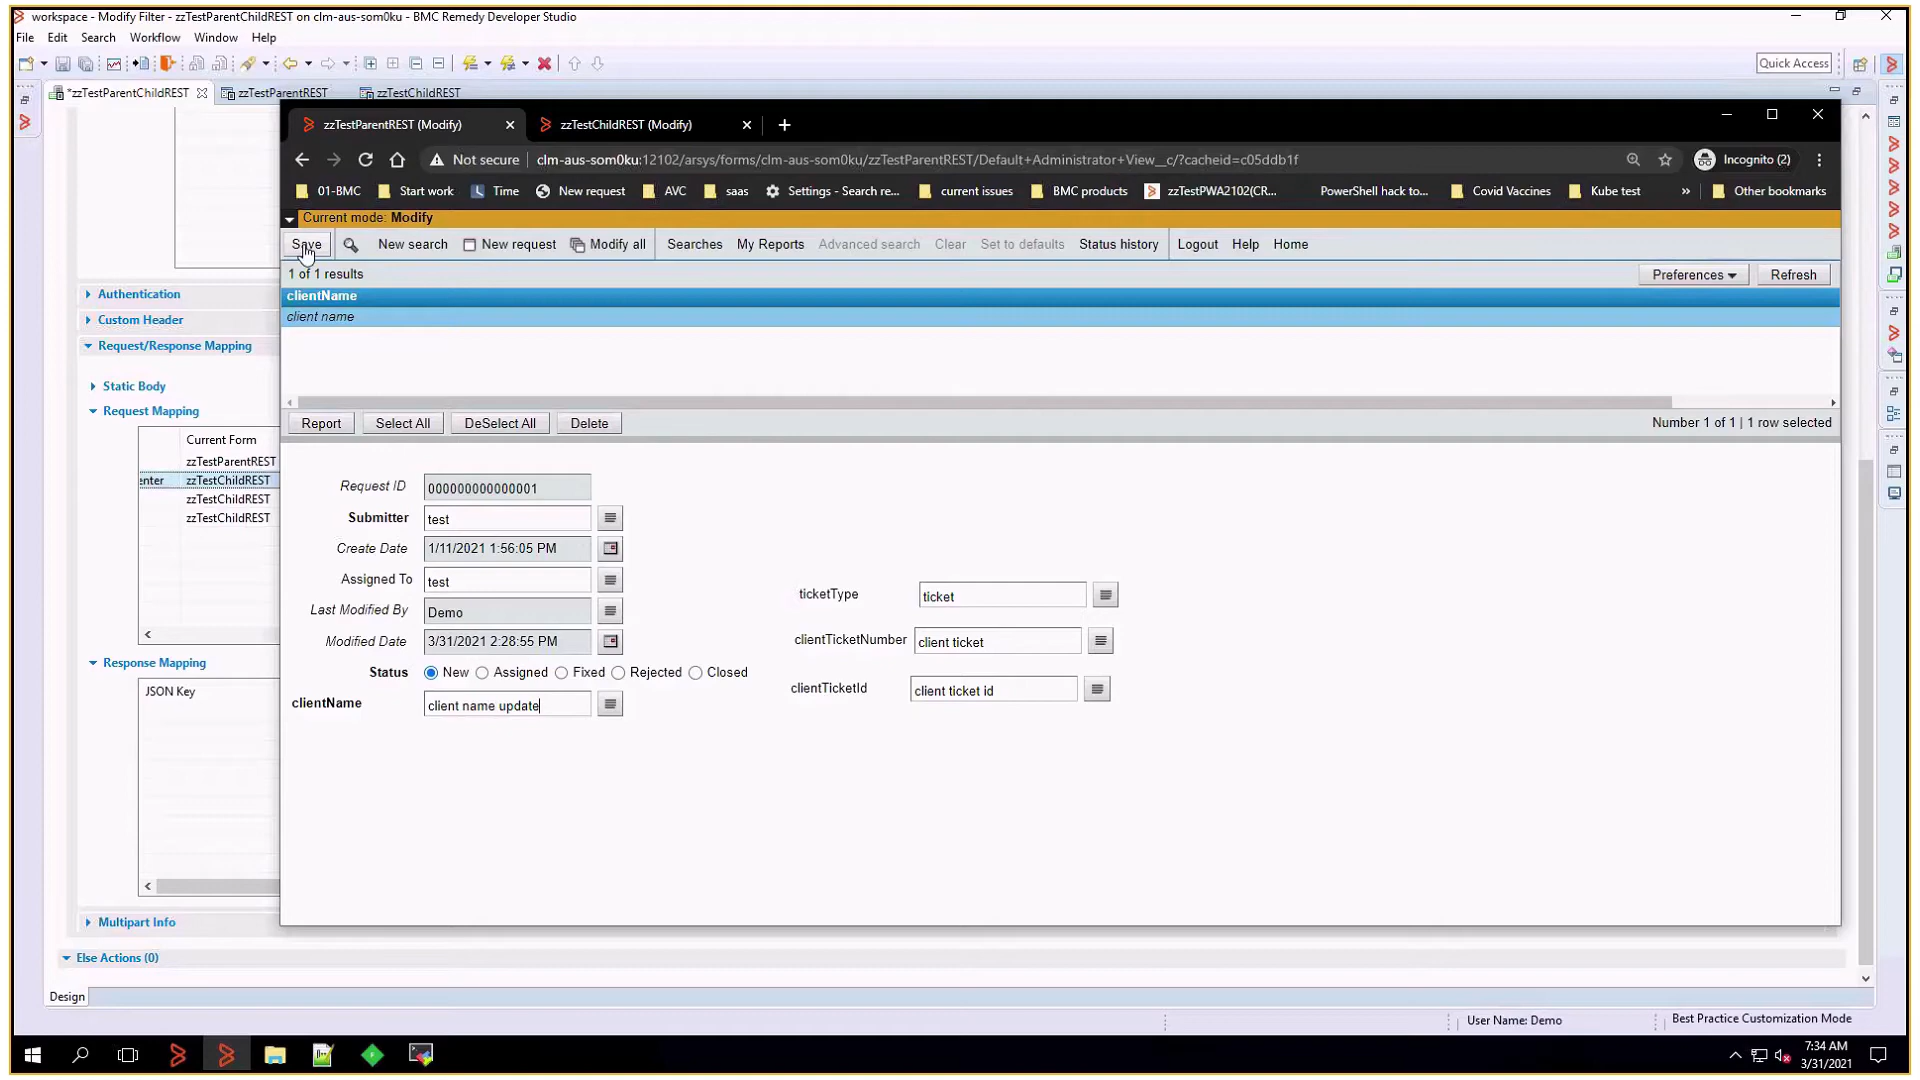 workspace - Modify Filter - zzTestParentChildREST on clm-aus-som0ku - BMC Remedy Developer Studio
File Edit Search Workflow Window Help
Quick Access
*zzTestParentChildREST zzTestParentREST zzTestChildREST
zzTestParentREST (Modify) zzTestChildREST (Modify)
Not secure clm-aus-som0ku:12102/arsys/forms/clm-aus-som0ku/zzTestParentREST/Default+Administrator+View__c/?cacheid=c05ddb1f Incognito (2)
01-BMC Start work Time New request AVC saas Settings - Search re... current issues BMC products zzTestPWA2102(CR... PowerShell hack to... Covid Vaccines Kube test » Other bookmarks
Current mode: Modify
Save New search New request Modify all Searches My Reports Advanced search Clear Set to defaults Status history Logout Help Home
1 of 1 results Preferences Refresh
clientName
client name
Report Select All DeSelect All Delete Number 1 of 1 | 1 row selected
Request ID 000000000000001
Submitter test
Create Date 1/11/2021 1:56:05 PM
Assigned To test
Last Modified By Demo
Modified Date 3/31/2021 2:28:55 PM
Status New Assigned Fixed Rejected Closed
clientName client name update
ticketType ticket
clientTicketNumber client ticket
clientTicketId client ticket id
Authentication
Custom Header
Request/Response Mapping
Static Body
Request Mapping
Current Form
zzTestParentREST
enter zzTestChildREST
zzTestChildREST
zzTestChildREST
Response Mapping
JSON Key
Multipart Info
Else Actions (0)
Design
User Name: Demo Best Practice Customization Mode
7:34 AM
3/31/2021